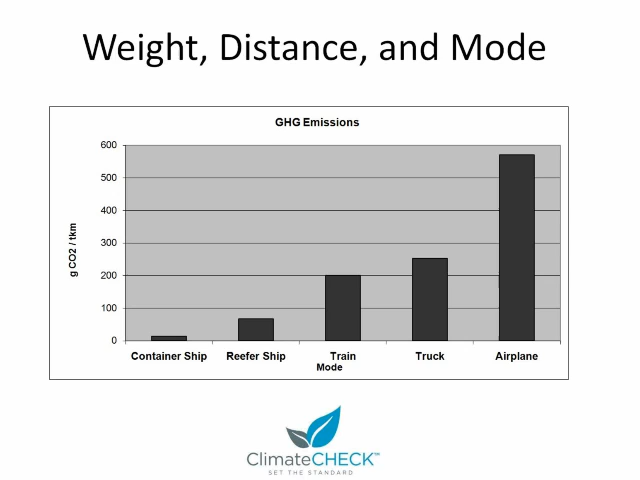 Weight, Distance, and Mode
GHG Emissions
600
500
400
300
200
100
0
g CO2 / tkm
Container Ship Reefer Ship Train Truck Airplane
Mode
ClimateCHECK™
SET THE STANDARD